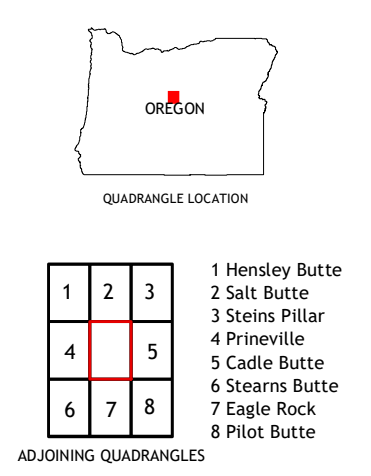 OREGON
QUADRANGLE LOCATION
1 2 3
4 5
6 7 8
1 Hensley Butte
2 Salt Butte
3 Steins Pillar
4 Prineville
5 Cadle Butte
6 Stearns Butte
7 Eagle Rock
8 Pilot Butte
ADJOINING QUADRANGLES